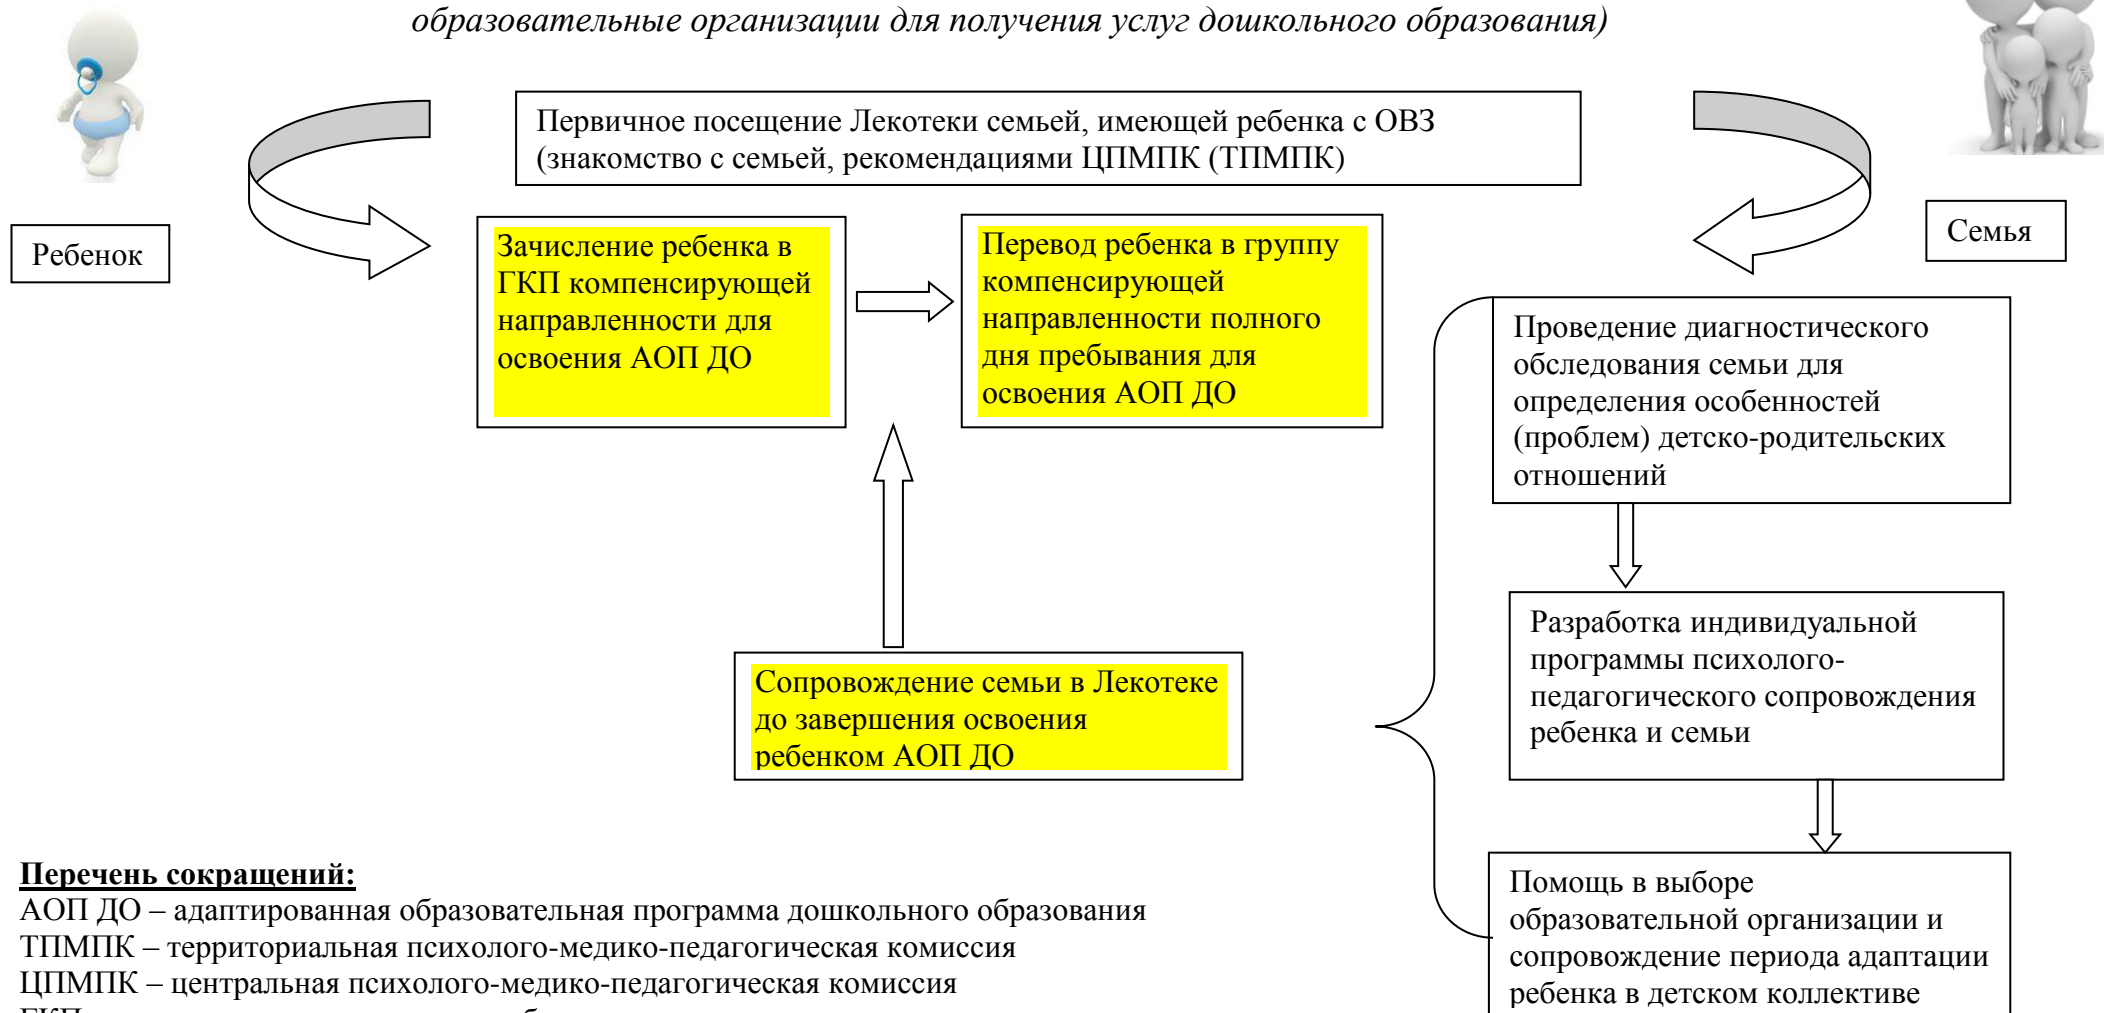 образовательные организации для получения услуг дошкольного образования)
Первичное посещение Лекотеки семьей, имеющей ребенка с ОВЗ
(знакомство с семьей, рекомендациями ЦПМПК (ТПМПК)
Ребенок
Семья
Зачисление ребенка в
ГКП компенсирующей
направленности для
освоения АОП ДО
Перевод ребенка в группу
компенсирующей
направленности полного
дня пребывания для
освоения АОП ДО
Проведение диагностического
обследования семьи для
определения особенностей
(проблем) детско-родительских
отношений
Разработка индивидуальной
программы психолого-
педагогического сопровождения
ребенка и семьи
Сопровождение семьи в Лекотеке
до завершения освоения
ребенком АОП ДО
Помощь в выборе
образовательной организации и
сопровождение периода адаптации
ребенка в детском коллективе
Перечень сокращений:
АОП ДО – адаптированная образовательная программа дошкольного образования
ТПМПК – территориальная психолого-медико-педагогическая комиссия
ЦПМПК – центральная психолого-медико-педагогическая комиссия